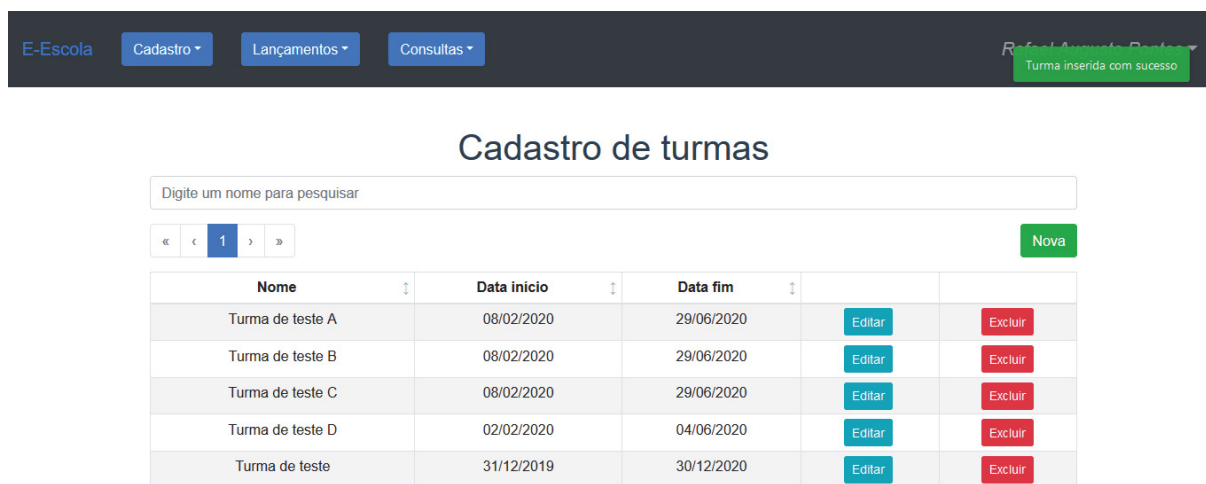 E-Escola Cadastro Lançamentos Consultas
Turma inserida com sucesso
Cadastro de turmas
Digite um nome para pesquisar
« ‹ 1 › » Nova
Nome Data inicio Data fim
Turma de teste A 08/02/2020 29/06/2020 Editar Excluir
Turma de teste B 08/02/2020 29/06/2020 Editar Excluir
Turma de teste C 08/02/2020 29/06/2020 Editar Excluir
Turma de teste D 02/02/2020 04/06/2020 Editar Excluir
Turma de teste 31/12/2019 30/12/2020 Editar Excluir